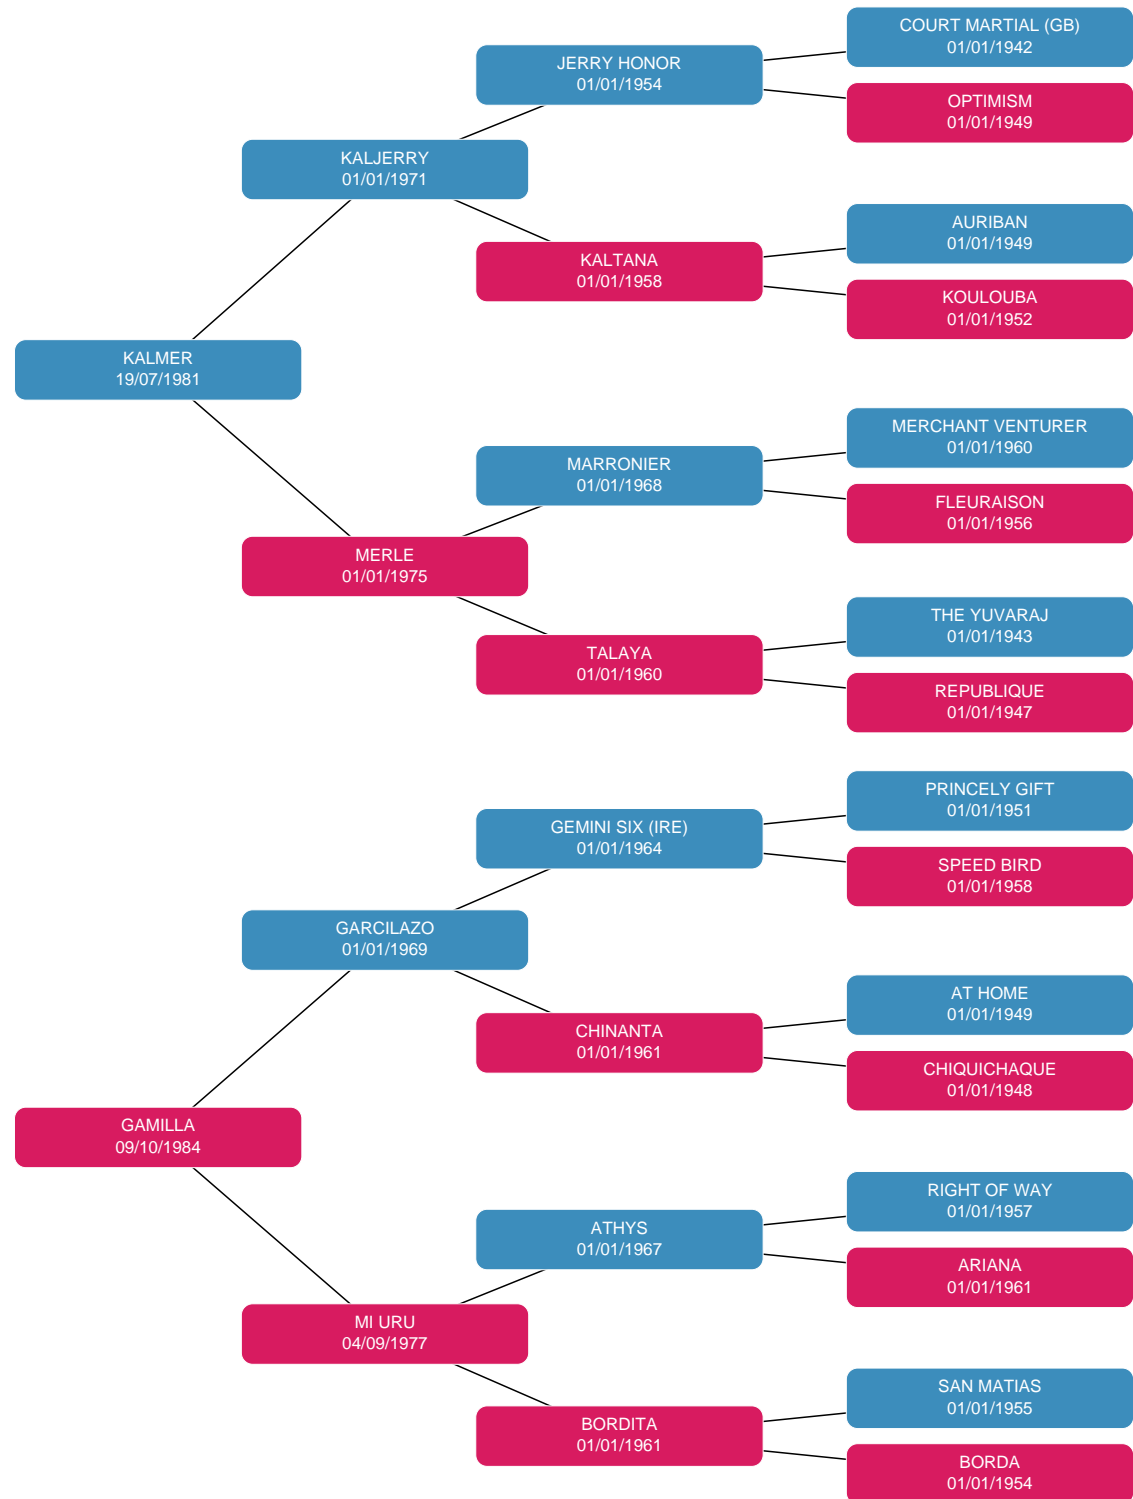 COURT MARTIAL (GB)
01/01/1942
JERRY HONOR
01/01/1954
OPTIMISM
01/01/1949
KALJERRY
01/01/1971
AURIBAN
01/01/1949
KALTANA
01/01/1958
KOULOUBA
01/01/1952
KALMER
19/07/1981
MERCHANT VENTURER
01/01/1960
MARRONIER
01/01/1968
FLEURAISON
01/01/1956
MERLE
01/01/1975
THE YUVARAJ
01/01/1943
TALAYA
01/01/1960
REPUBLIQUE
01/01/1947
PRINCELY GIFT
01/01/1951
GEMINI SIX (IRE)
01/01/1964
SPEED BIRD
01/01/1958
GARCILAZO
01/01/1969
AT HOME
01/01/1949
CHINANTA
01/01/1961
CHIQUICHAQUE
01/01/1948
GAMILLA
09/10/1984
RIGHT OF WAY
01/01/1957
ATHYS
01/01/1967
ARIANA
01/01/1961
MI URU
04/09/1977
SAN MATIAS
01/01/1955
BORDITA
01/01/1961
BORDA
01/01/1954